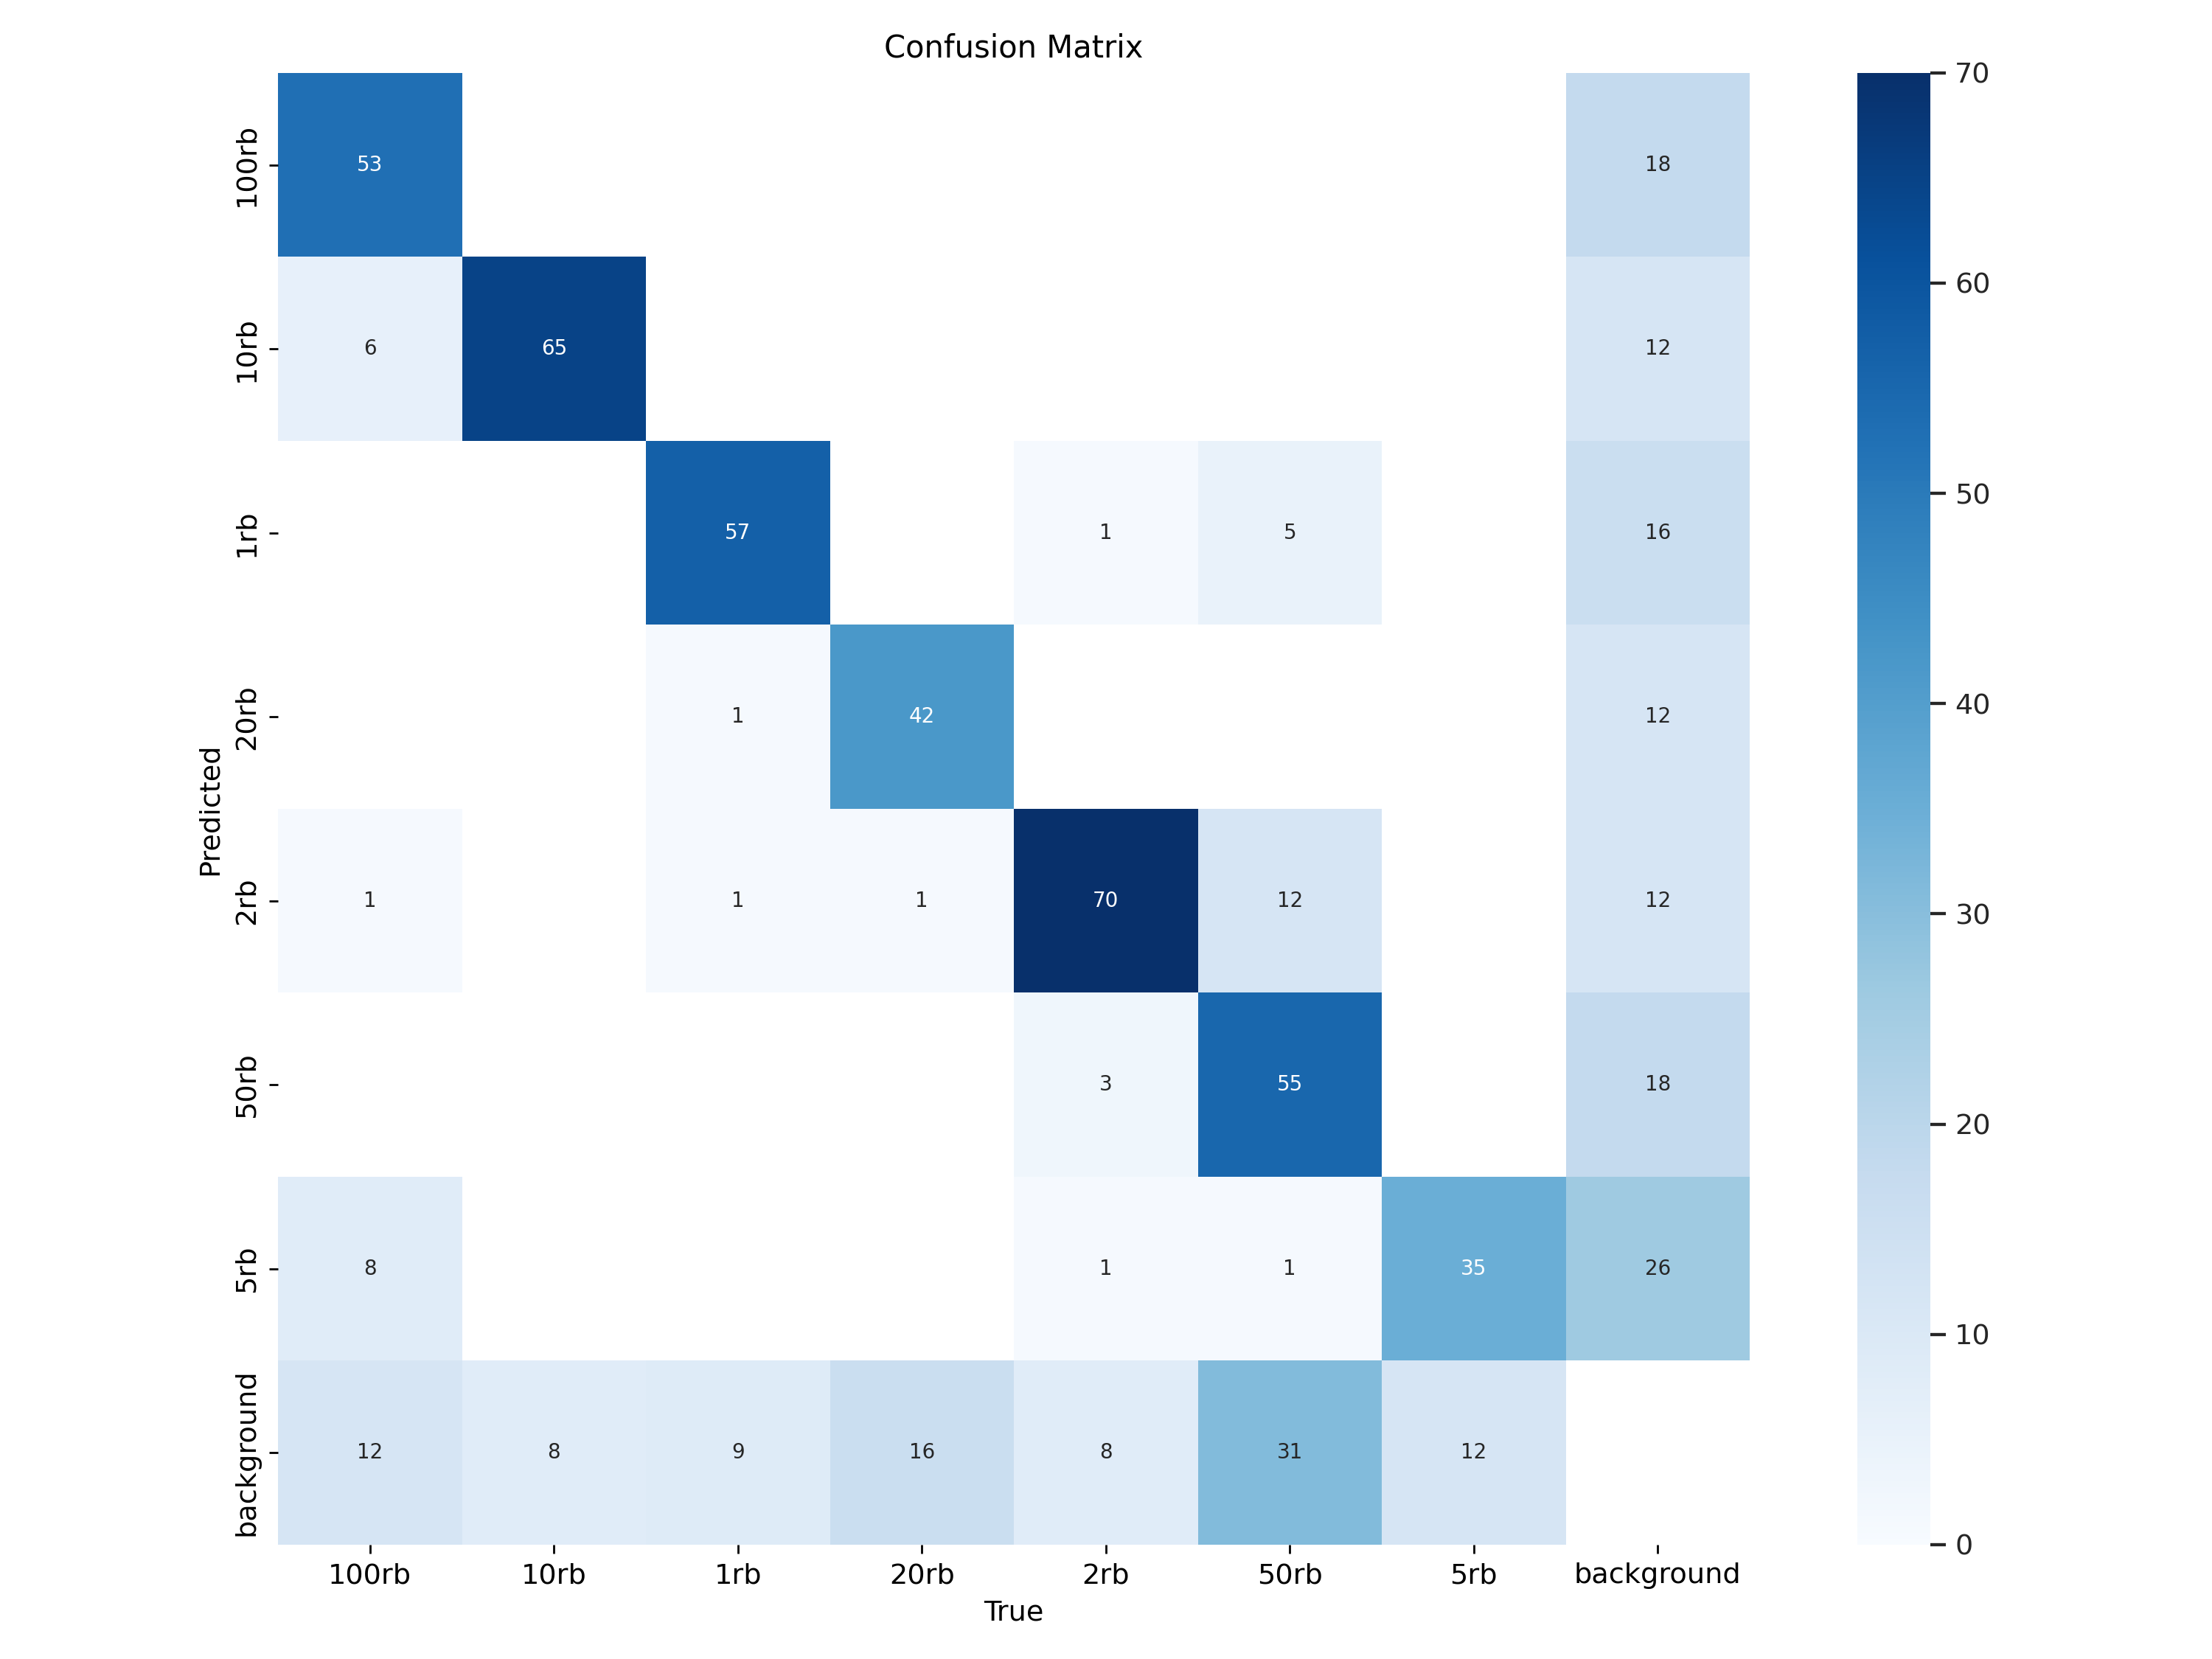 Confusion Matrix
Predicted
100rb 53 18
10rb 6 65 12
1rb 57 1 5 16
20rb 1 42 12
2rb 1 1 1 70 12 12
50rb 3 55 18
5rb 8 1 1 35 26
background 12 8 9 16 8 31 12
100rb 10rb 1rb 20rb 2rb 50rb 5rb background
True
70
60
50
40
30
20
10
0